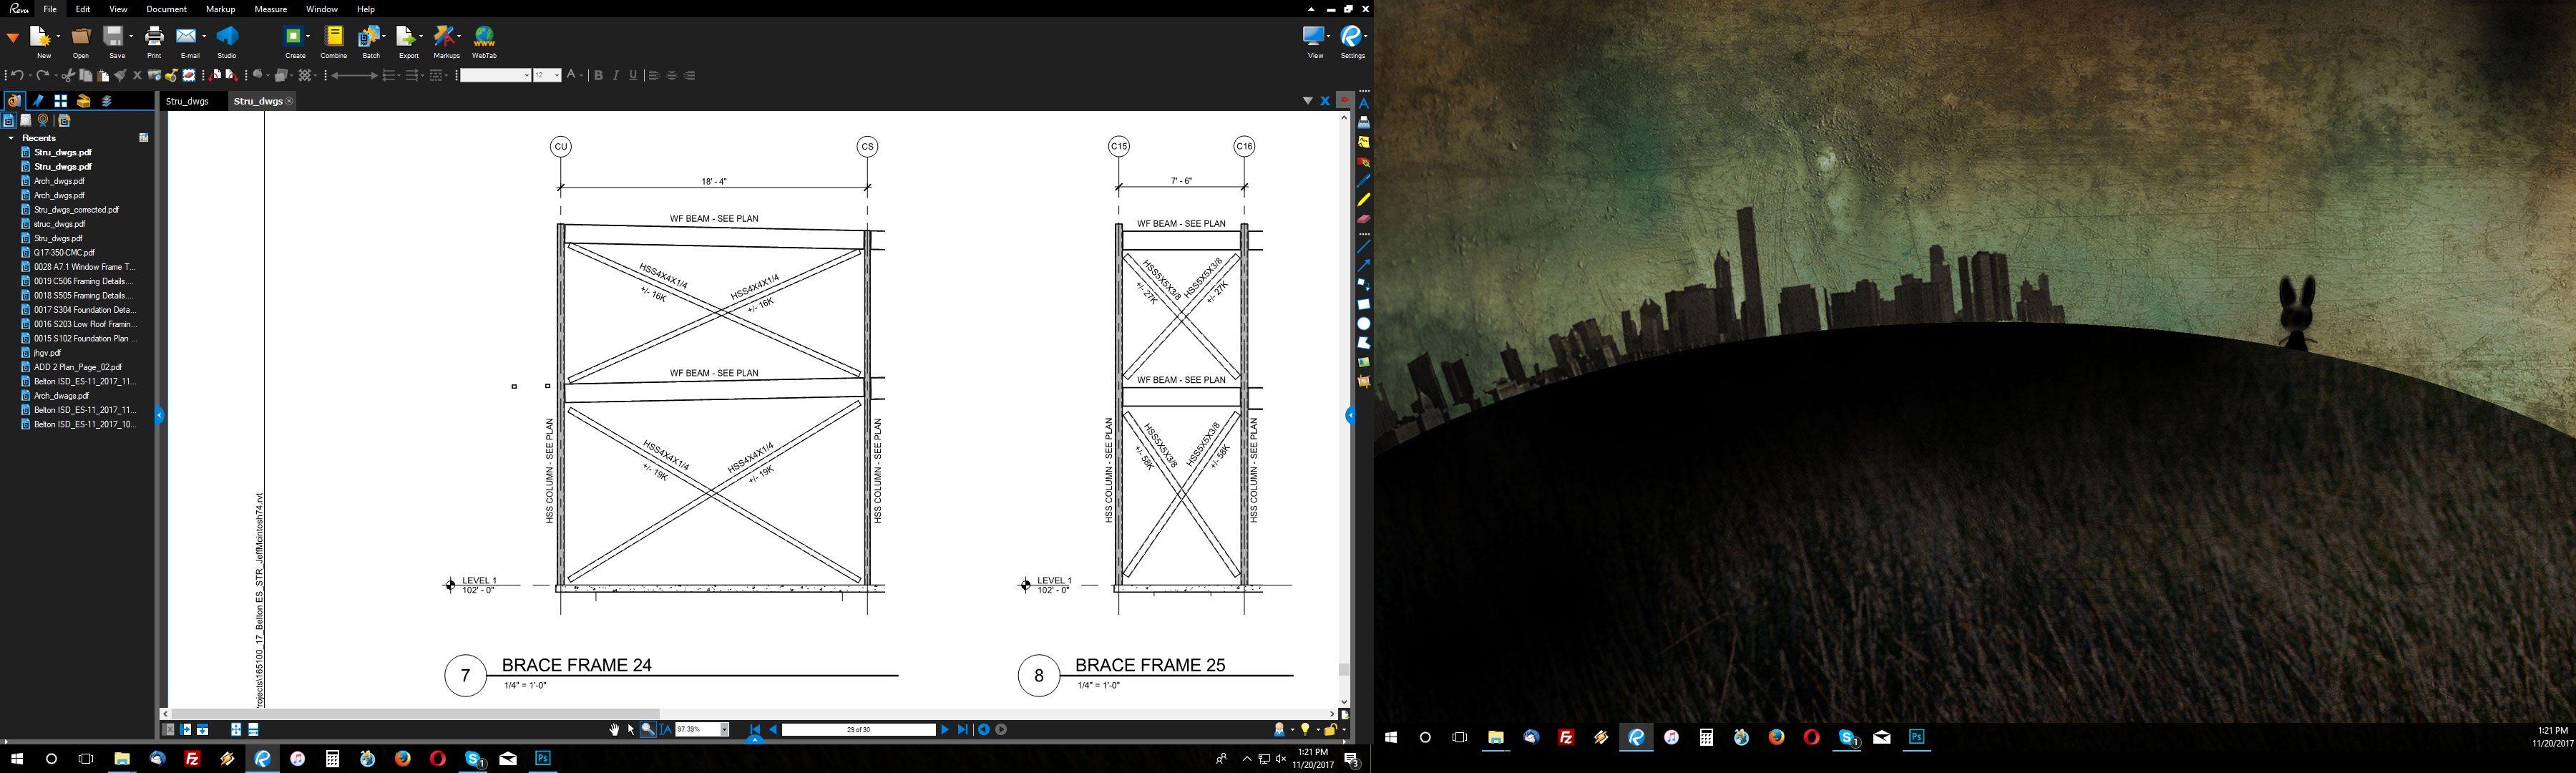 Revu File Edit View Document Markup Measure Window Help
New Open Save Print E-mail Studio Create Combine Batch Export Markups WebTab View Settings
12
Stru_dwgs Stru_dwgs
Recents
Stru_dwgs.pdf
Stru_dwgs.pdf
Arch_dwgs.pdf
Arch_dwgs.pdf
Stru_dwgs_corrected.pdf
struc_dwgs.pdf
Stru_dwgs.pdf
Q17-350-CMC.pdf
0028 A7.1 Window Frame T...
0019 C506 Framing Details....
0018 S505 Framing Details....
0017 S304 Foundation Deta...
0016 S203 Low Roof Framin...
0015 S102 Foundation Plan ...
jhgv.pdf
ADD 2 Plan_Page_02.pdf
Belton ISD_ES-11_2017_11...
Arch_dwags.pdf
Belton ISD_ES-11_2017_11...
Belton ISD_ES-11_2017_10...
rojects\165100_17_Belton ES_STR_JeffMcintosh74.rvt
CU CS
18' - 4"
WF BEAM - SEE PLAN
HSS4X4X1/4
+/- 16K
HSS4X4X1/4
+/- 16K
WF BEAM - SEE PLAN
HSS COLUMN - SEE PLAN
HSS4X4X1/4
+/- 19K
HSS4X4X1/4
+/- 19K
HSS COLUMN - SEE PLAN
LEVEL 1
102' - 0"
7 BRACE FRAME 24
1/4" = 1'-0"
C15 C16
7' - 6"
WF BEAM - SEE PLAN
HSS5X5X3/8
+/- 27K
HSS5X5X3/8
+/- 27K
WF BEAM - SEE PLAN
HSS COLUMN - SEE PLAN
HSS5X5X3/8
+/- 58K
HSS5X5X3/8
+/- 58K
HSS COLUMN - SEE PLAN
LEVEL 1
102' - 0"
8 BRACE FRAME 25
1/4" = 1'-0"
97.39% 29 of 30
Fz S 1 Ps 1:21 PM
11/20/2017 3
Fz S 1 Ps 1:21 PM
11/20/2017